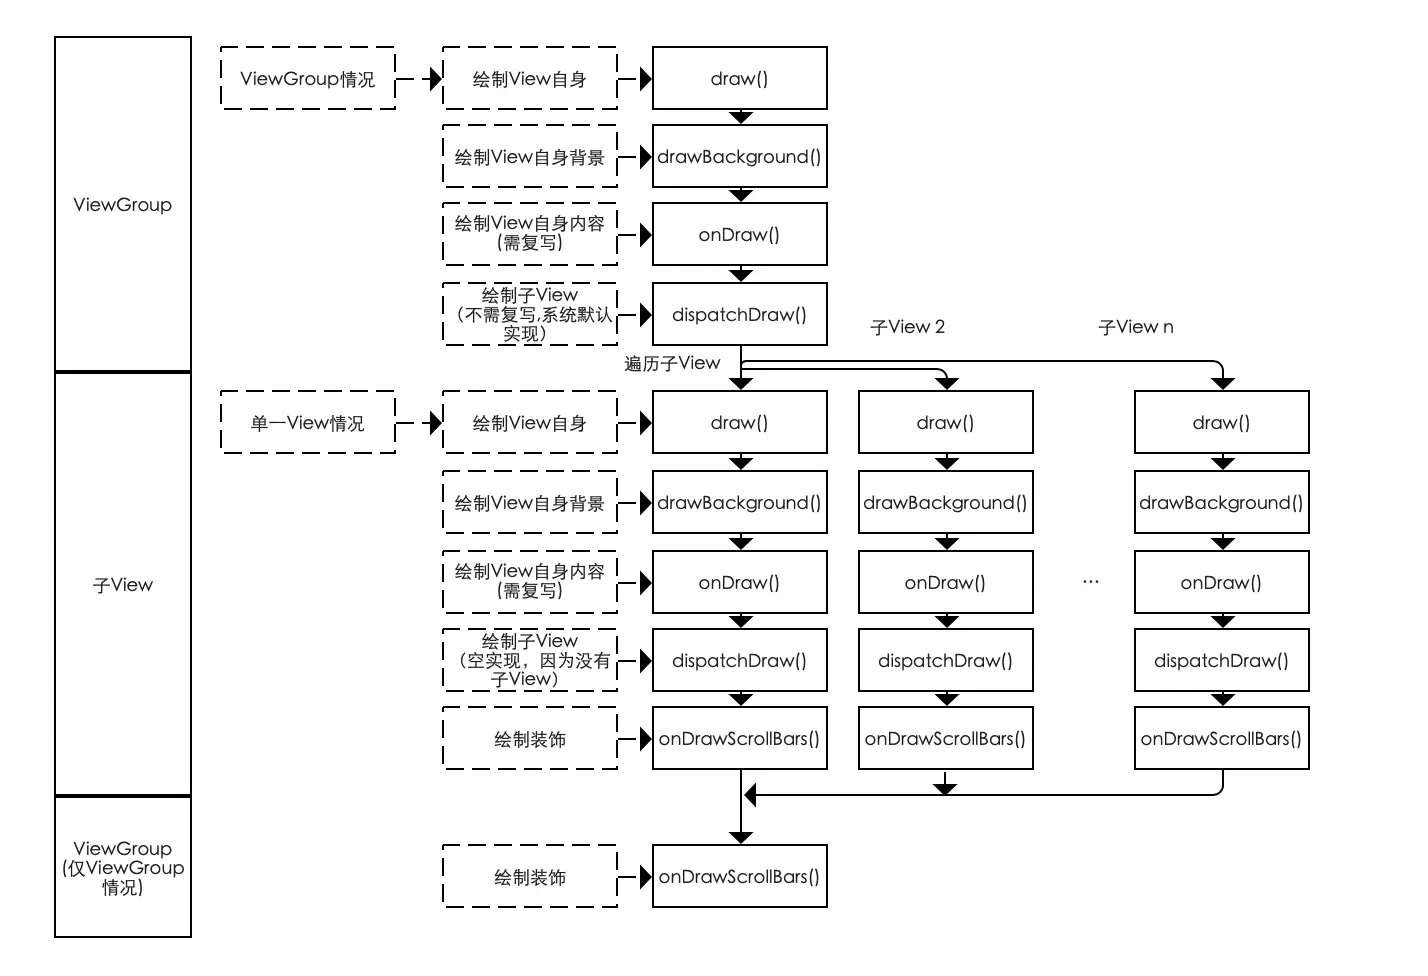 ViewGroup情况
绘制View自身
draw()
绘制View自身背景
drawBackground()
ViewGroup
绘制View自身内容
(需复写)
onDraw()
绘制子View
（不需复写,系统默认
实现）
dispatchDraw()
子View 2
子View n
遍历子View
单一View情况
绘制View自身
draw()
draw()
draw()
绘制View自身背景
drawBackground()
drawBackground()
drawBackground()
子View
绘制View自身内容
(需复写)
onDraw()
onDraw()
...
onDraw()
绘制子View
（空实现，因为没有
子View）
dispatchDraw()
dispatchDraw()
dispatchDraw()
绘制装饰
onDrawScrollBars()
onDrawScrollBars()
onDrawScrollBars()
ViewGroup
(仅ViewGroup
情况)
绘制装饰
onDrawScrollBars()